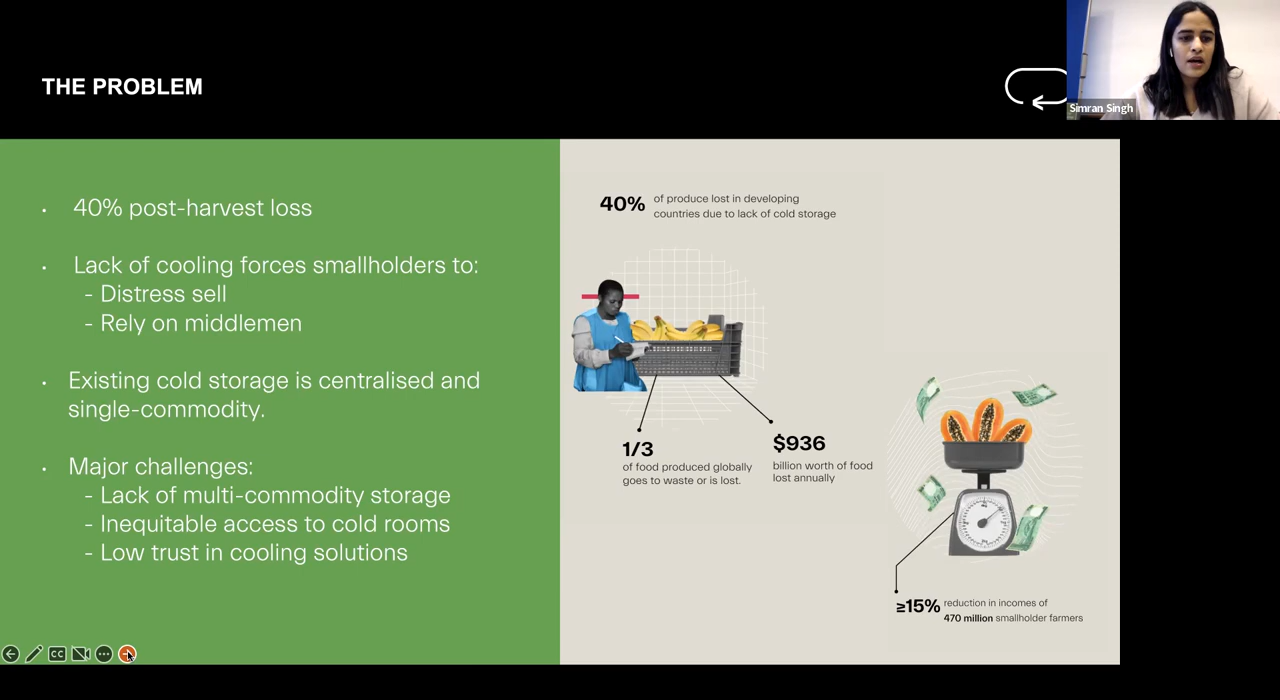 THE PROBLEM
Simran Singh
• 40% post-harvest loss
• Lack of cooling forces smallholders to:
- Distress sell
- Rely on middlemen
• Existing cold storage is centralised and
single-commodity.
• Major challenges:
- Lack of multi-commodity storage
- Inequitable access to cold rooms
- Low trust in cooling solutions
40% of produce lost in developing
countries due to lack of cold storage
1/3
of food produced globally
goes to waste or is lost.
$936
billion worth of food
lost annually
≥15% reduction in incomes of
470 million smallholder farmers
CC